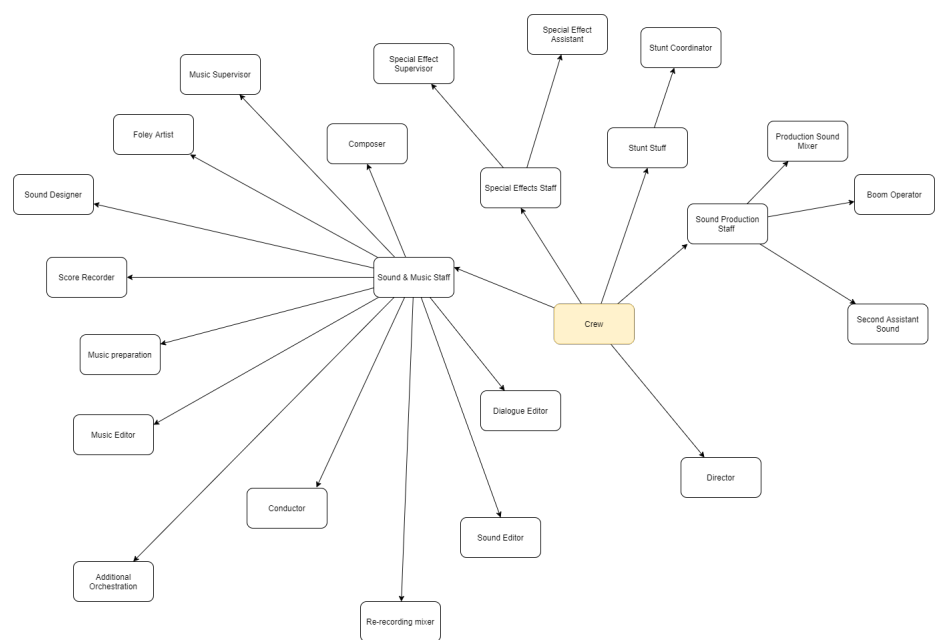 Special Effect
Assistant
Stunt Coordinator
Special Effect
Supervisor
Music Supervisor
Foley Artist
Composer
Production Sound
Mixer
Stunt Stuff
Special Effects Staff
Boom Operator
Sound Designer
Sound Production
Staff
Score Recorder
Sound & Music Staff
Crew
Second Assistant
Sound
Music preparation
Dialogue Editor
Music Editor
Director
Conductor
Sound Editor
Additional
Orchestration
Re-recording mixer